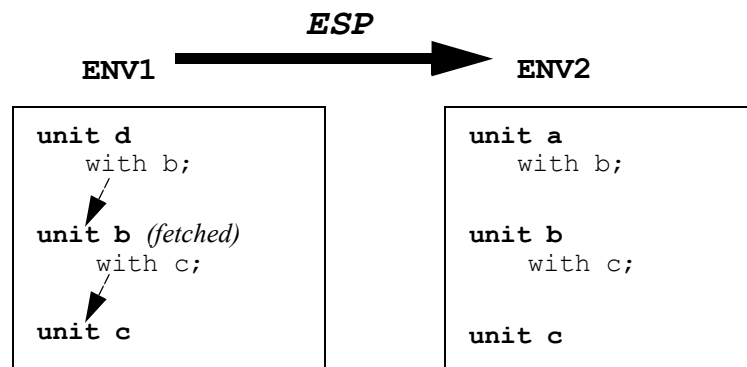 ESP
ENV1
ENV2
unit d
with b;
unit b (fetched)
with c;
unit c
unit a
with b;
unit b
with c;
unit c